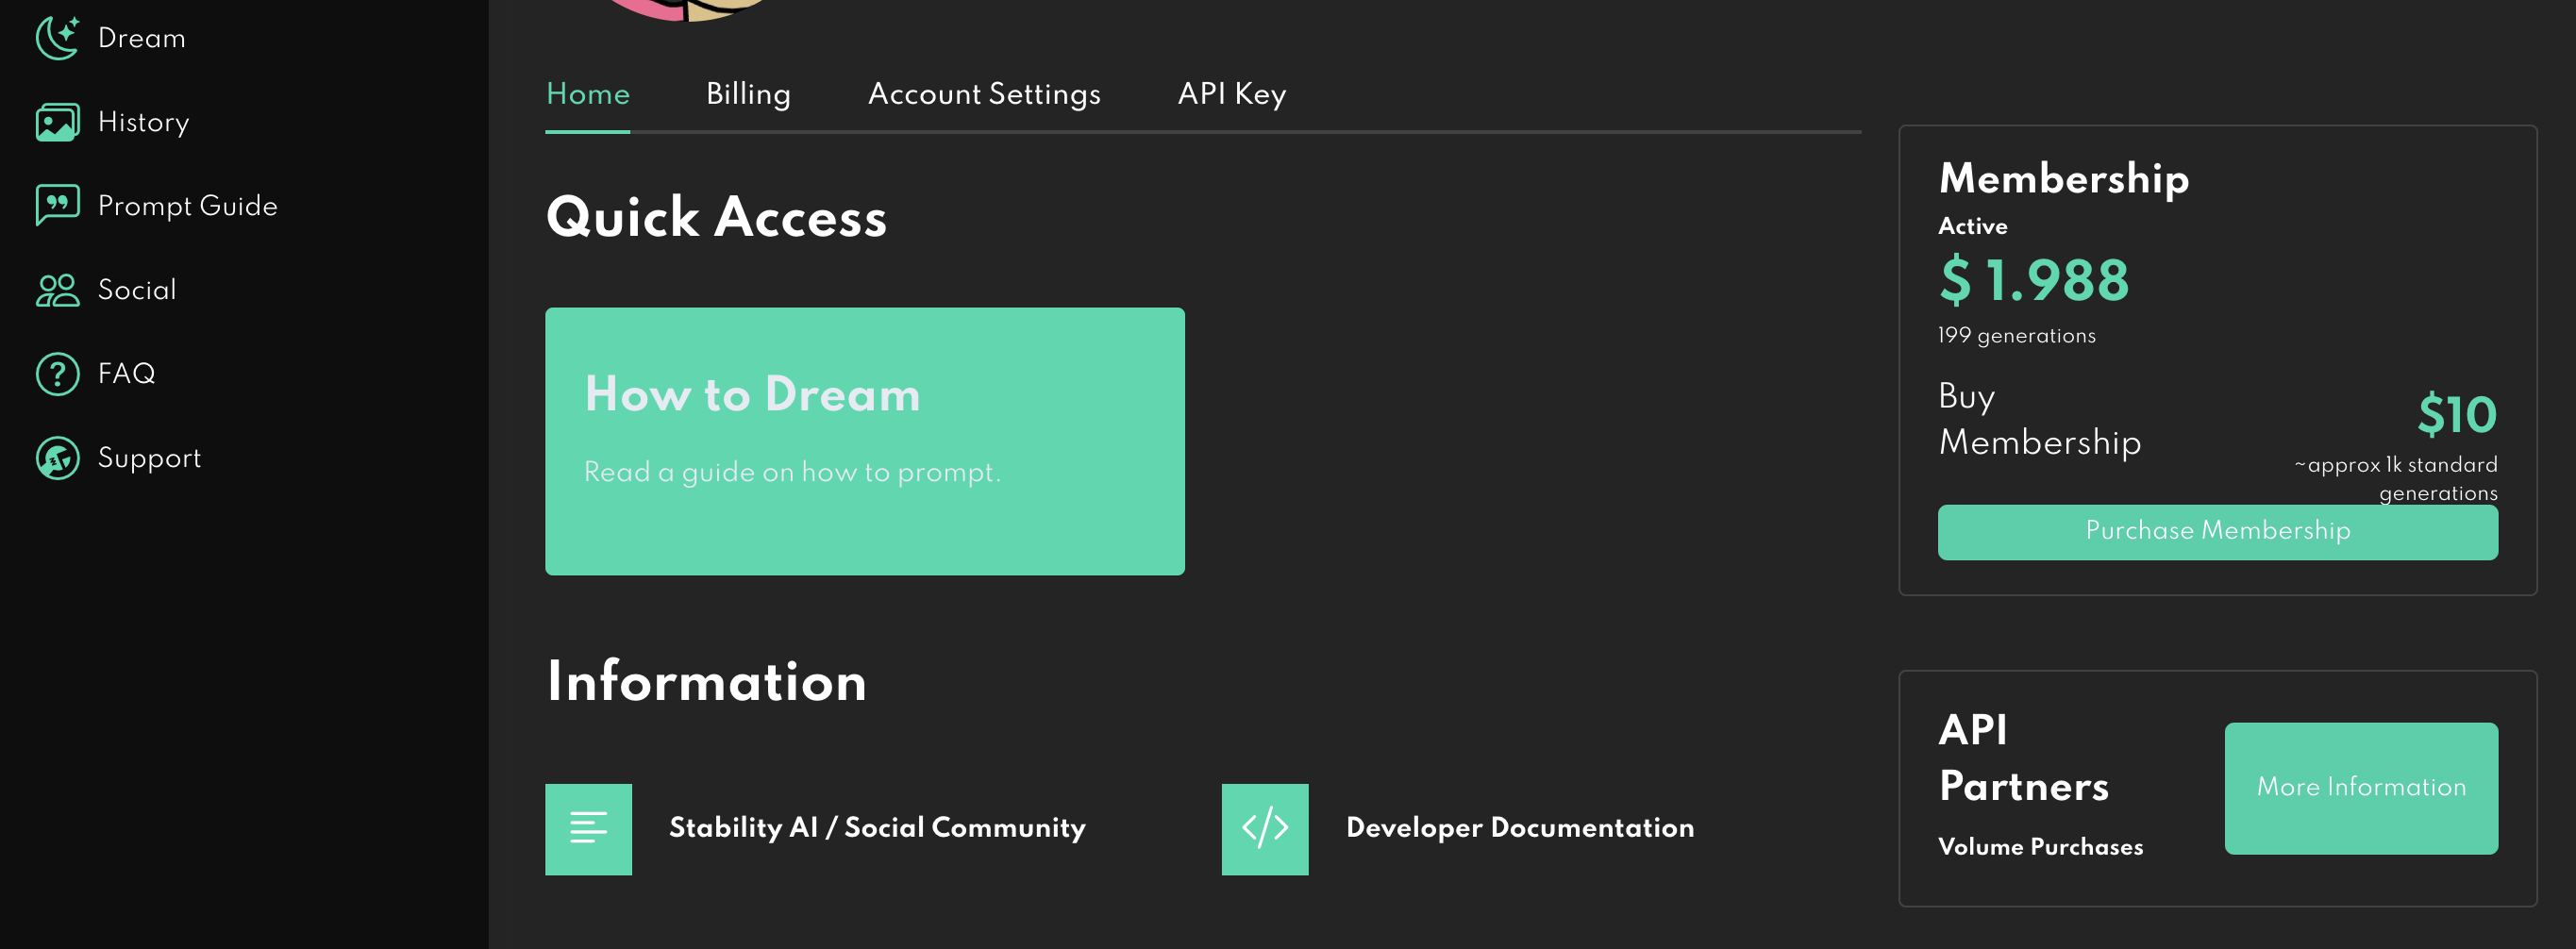 Dream
History
Prompt Guide
Social
FAQ
Support
Home Billing Account Settings API Key
Quick Access
How to Dream
Read a guide on how to prompt.
Information
Stability AI / Social Community
Developer Documentation
Membership
Active
$ 1.988
199 generations
Buy
Membership
$10
~approx 1k standard
generations
Purchase Membership
API
Partners
Volume Purchases
More Information